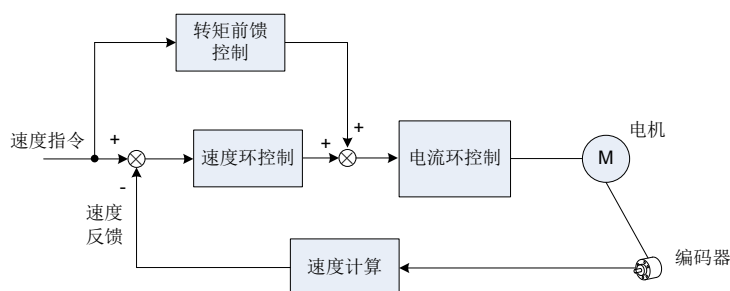 转矩前馈
控制
速度指令
+
速度环控制
+
+
电流环控制
电机
M
-
速度
反馈
速度计算
编码器